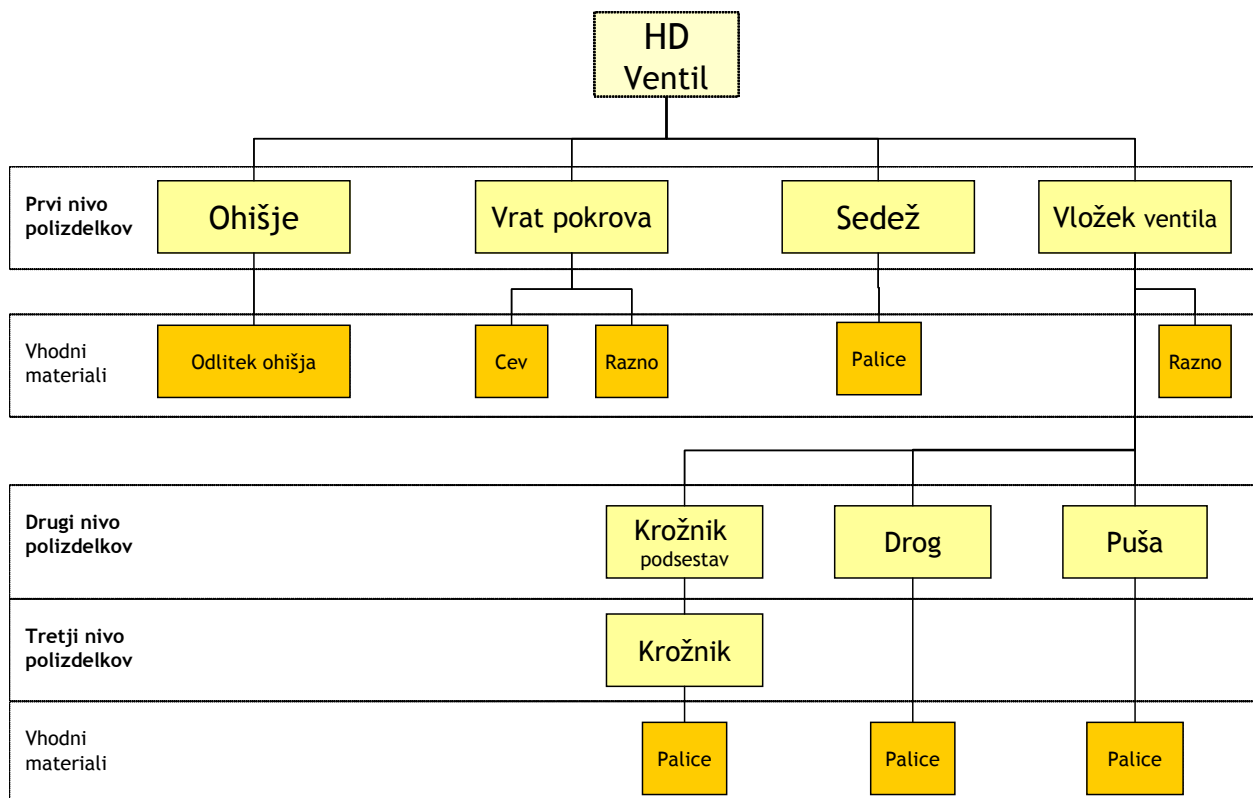 HD
Ventil
Prvi nivo
polizdelkov
Ohišje
Vrat pokrova
Sedež
Vložek ventila
Vhodni
materiali
Odlitek ohišja
Cev
Razno
Palice
Razno
Drugi nivo
polizdelkov
Krožnik
podsestav
Drog
Puša
Tretji nivo
polizdelkov
Krožnik
Vhodni
materiali
Palice
Palice
Palice